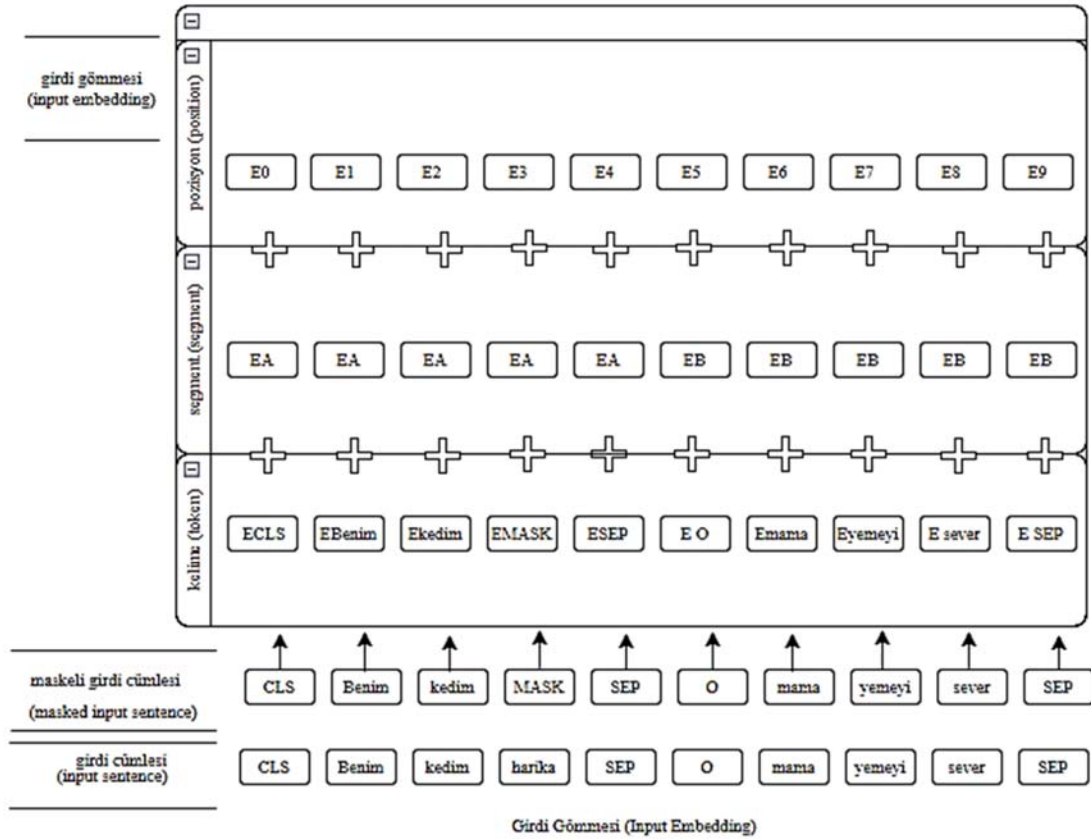 girdi gömmesi
(input embedding)
pozisyon (position)
E0 E1 E2 E3 E4 E5 E6 E7 E8 E9
segment (segment)
EA EA EA EA EA EB EB EB EB EB
kelime (token)
ECLS EBenim Ekedim EMASK ESEP E O Emama Eyemeyi E sever E SEP
maskeli girdi cümlesi
(masked input sentence)
CLS Benim kedim MASK SEP O mama yemeyi sever SEP
girdi cümlesi
(input sentence)
CLS Benim kedim harika SEP O mama yemeyi sever SEP
Girdi Gömmesi (Input Embedding)